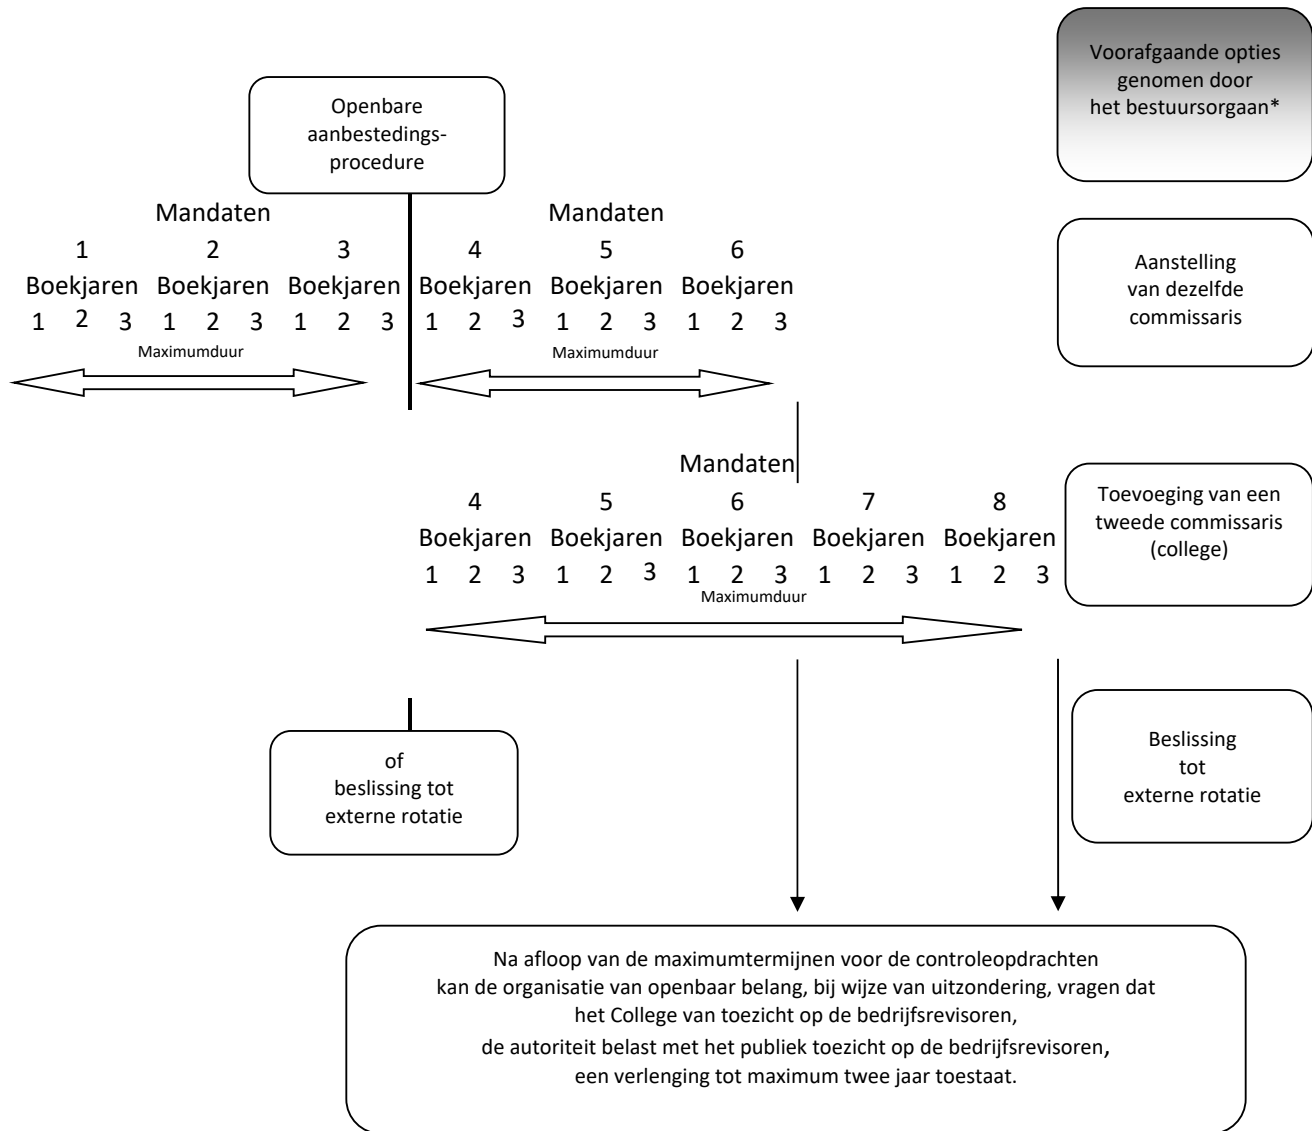 Voorafgaande opties
genomen door
het bestuursorgaan*
Openbare
aanbestedings-
procedure
Mandaten Mandaten
1 2 3 4 5 6
Boekjaren Boekjaren Boekjaren Boekjaren Boekjaren Boekjaren
1 2 3 1 2 3 1 2 3 1 2 3 1 2 3 1 2 3
Maximumduur Maximumduur
Aanstelling
van dezelfde
commissaris
Mandaten
4 5 6 7 8
Boekjaren Boekjaren Boekjaren Boekjaren Boekjaren
1 2 3 1 2 3 1 2 3 1 2 3 1 2 3
Maximumduur
Toevoeging van een
tweede commissaris
(college)
of
beslissing tot
externe rotatie
Beslissing
tot
externe rotatie
Na afloop van de maximumtermijnen voor de controleopdrachten
kan de organisatie van openbaar belang, bij wijze van uitzondering, vragen dat
het College van toezicht op de bedrijfsrevisoren,
de autoriteit belast met het publiek toezicht op de bedrijfsrevisoren,
een verlenging tot maximum twee jaar toestaat.